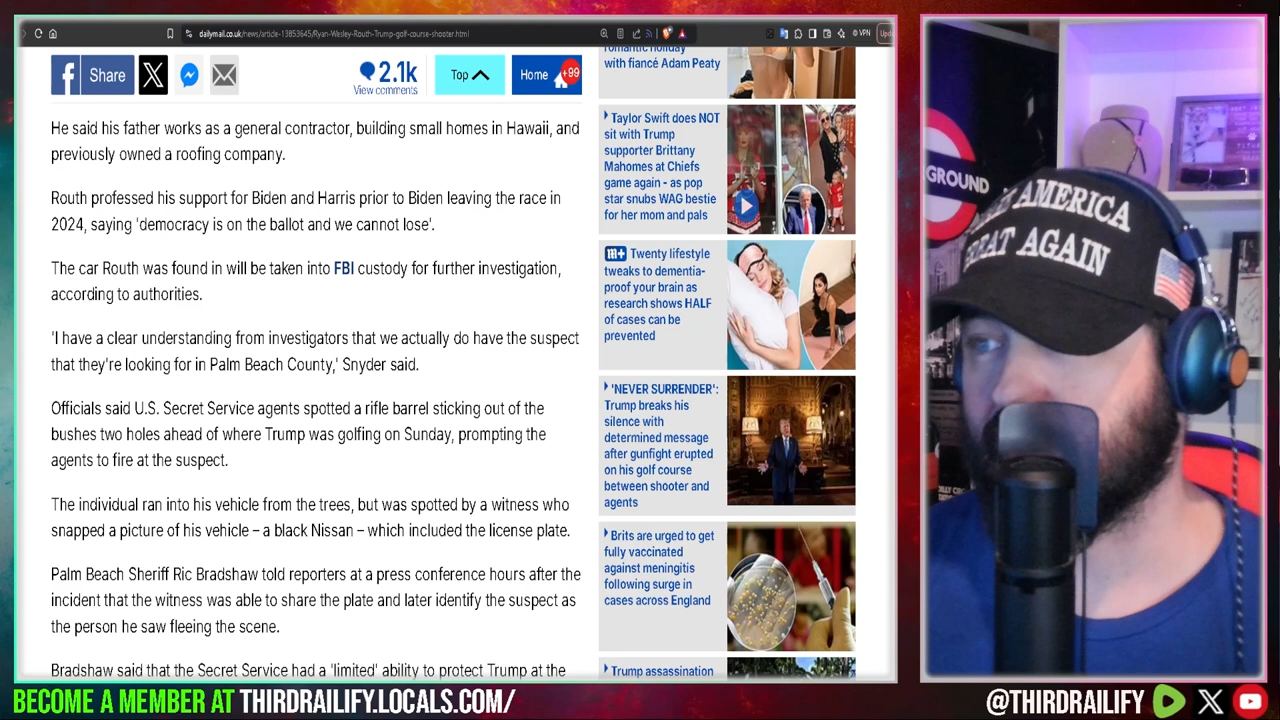 dailymail.co.uk/news/article-13853645/Ryan-Wesley-Routh-Trump-golf-course-shooter.html
VPN
Share
2.1k
View comments
Top
Home
+99
He said his father works as a general contractor, building small homes in Hawaii, and
previously owned a roofing company.
Routh professed his support for Biden and Harris prior to Biden leaving the race in
2024, saying 'democracy is on the ballot and we cannot lose'.
The car Routh was found in will be taken into FBI custody for further investigation,
according to authorities.
'I have a clear understanding from investigators that we actually do have the suspect
that they're looking for in Palm Beach County,' Snyder said.
Officials said U.S. Secret Service agents spotted a rifle barrel sticking out of the
bushes two holes ahead of where Trump was golfing on Sunday, prompting the
agents to fire at the suspect.
The individual ran into his vehicle from the trees, but was spotted by a witness who
snapped a picture of his vehicle – a black Nissan – which included the license plate.
Palm Beach Sheriff Ric Bradshaw told reporters at a press conference hours after the
incident that the witness was able to share the plate and later identify the suspect as
the person he saw fleeing the scene.
Bradshaw said that the Secret Service had a 'limited' ability to protect Trump at the
romantic holiday
with fiancé Adam Peaty
Taylor Swift does NOT
sit with Trump
supporter Brittany
Mahomes at Chiefs
game again - as pop
star snubs WAG bestie
for her mom and pals
m+ Twenty lifestyle
tweaks to dementia-
proof your brain as
research shows HALF
of cases can be
prevented
'NEVER SURRENDER':
Trump breaks his
silence with
determined message
after gunfight erupted
on his golf course
between shooter and
agents
Brits are urged to get
fully vaccinated
against meningitis
following surge in
cases across England
Trump assassination
GROUND
AMERICA
AGAIN
BECOME A MEMBER AT THIRDRAILIFY.LOCALS.COM/
@THIRDRAILIFY